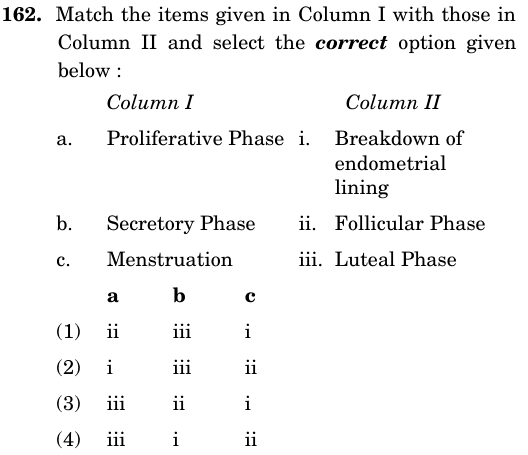 162. Match the items given in Column I with those in
Column II and select the correct option given
below :
Column I Column II
a. Proliferative Phase i. Breakdown of
endometrial
lining
b. Secretory Phase ii. Follicular Phase
c. Menstruation iii. Luteal Phase
a b c
(1) ii iii i
(2) i iii ii
(3) iii ii i
(4) iii i ii